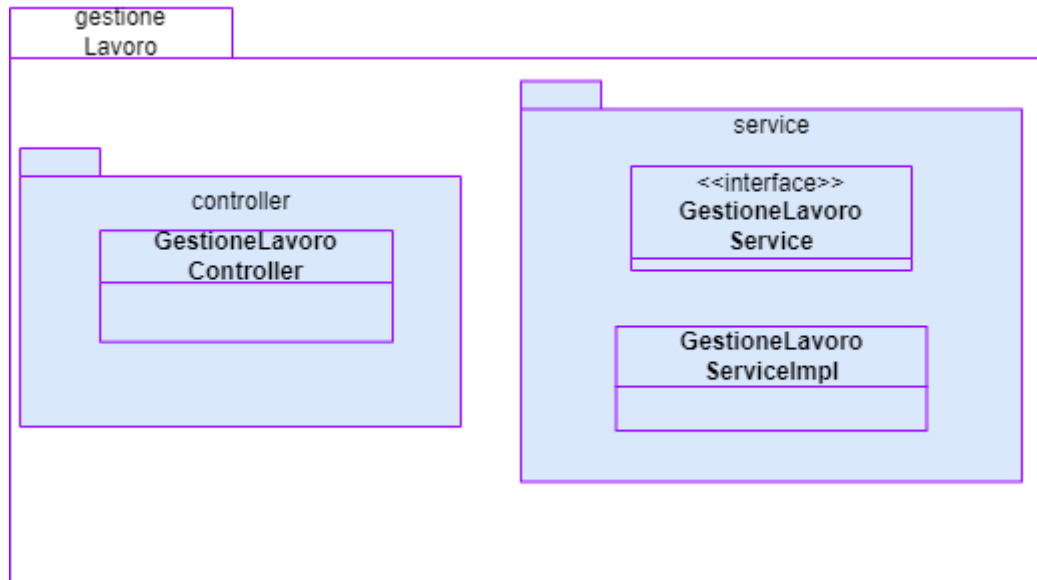 gestione
Lavoro
controller
GestioneLavoro
Controller
service
<<interface>>
GestioneLavoro
Service
GestioneLavoro
ServiceImpl